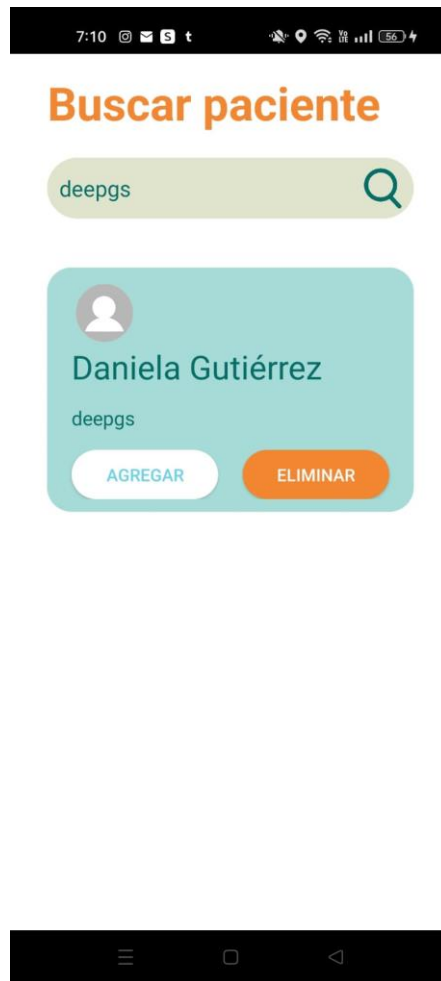 7:10 S t 56
Buscar paciente
deepgs
Daniela Gutiérrez
deepgs
AGREGAR ELIMINAR